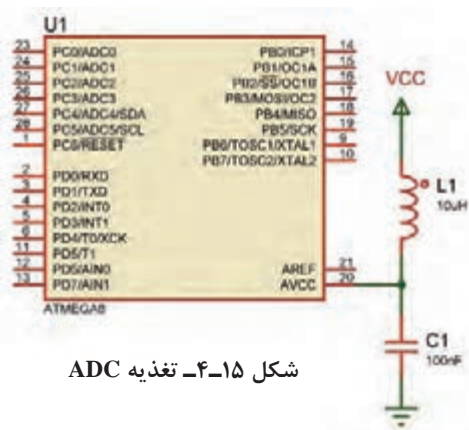 U1
23 PC0/ADC0 PB0/ICP1 14
24 PC1/ADC1 PB1/OC1A 15
25 PC2/ADC2 PB2/SS/OC1B 16
26 PC3/ADC3 PB3/MOSI/OC2 17
27 PC4/ADC4/SDA PB4/MISO 18
28 PC5/ADC5/SCL PB5/SCK 19
1 PC6/RESET PB6/TOSC1/XTAL1 9
PB7/TOSC2/XTAL2 10
2 PD0/RXD
3 PD1/TXD
4 PD2/INT0
5 PD3/INT1
6 PD4/T0/XCK
11 PD5/T1
12 PD6/AIN0 AREF 21
13 PD7/AIN1 AVCC 20
ATMEGA8
VCC
L1
10uH
C1
100nF
شکل ۱۵ــ۴ــ تغذیه ADC